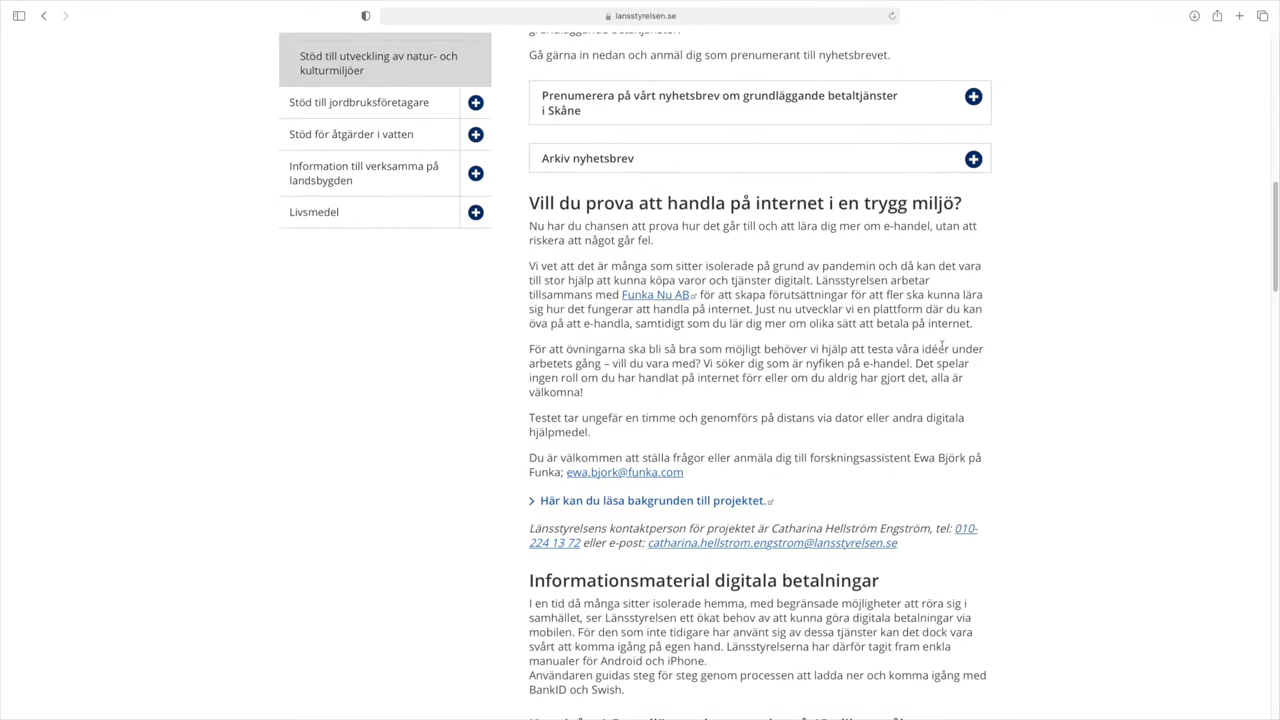 lansstyrelsen.se
Stöd till utveckling av natur- och
kulturmiljöer
Stöd till jordbruksföretagare
Stöd för åtgärder i vatten
Information till verksamma på
landsbygden
Livsmedel
grundläggande betaltjänster.
Gå gärna in nedan och anmäl dig som prenumerant till nyhetsbrevet.
Prenumerera på vårt nyhetsbrev om grundläggande betaltjänster
i Skåne
Arkiv nyhetsbrev
Vill du prova att handla på internet i en trygg miljö?
Nu har du chansen att prova hur det går till och att lära dig mer om e-handel, utan att
riskera att något går fel.
Vi vet att det är många som sitter isolerade på grund av pandemin och då kan det vara
till stor hjälp att kunna köpa varor och tjänster digitalt. Länsstyrelsen arbetar
tillsammans med Funka Nu AB för att skapa förutsättningar för att fler ska kunna lära
sig hur det fungerar att handla på internet. Just nu utvecklar vi en plattform där du kan
öva på att e-handla, samtidigt som du lär dig mer om olika sätt att betala på internet.
För att övningarna ska bli så bra som möjligt behöver vi hjälp att testa våra idéer under
arbetets gång – vill du vara med? Vi söker dig som är nyfiken på e-handel. Det spelar
ingen roll om du har handlat på internet förr eller om du aldrig har gjort det, alla är
välkomna!
Testet tar ungefär en timme och genomförs på distans via dator eller andra digitala
hjälpmedel.
Du är välkommen att ställa frågor eller anmäla dig till forskningsassistent Ewa Björk på
Funka; ewa.bjork@funka.com
Här kan du läsa bakgrunden till projektet.
Länsstyrelsens kontaktperson för projektet är Catharina Hellström Engström, tel: 010-
224 13 72 eller e-post: catharina.hellstrom.engstrom@lansstyrelsen.se
Informationsmaterial digitala betalningar
I en tid då många sitter isolerade hemma, med begränsade möjligheter att röra sig i
samhället, ser Länsstyrelsen ett ökat behov av att kunna göra digitala betalningar via
mobilen. För den som inte tidigare har använt sig av dessa tjänster kan det dock vara
svårt att komma igång på egen hand. Länsstyrelserna har därför tagit fram enkla
manualer för Android och iPhone.
Användaren guidas steg för steg genom processen att ladda ner och komma igång med
BankID och Swish.